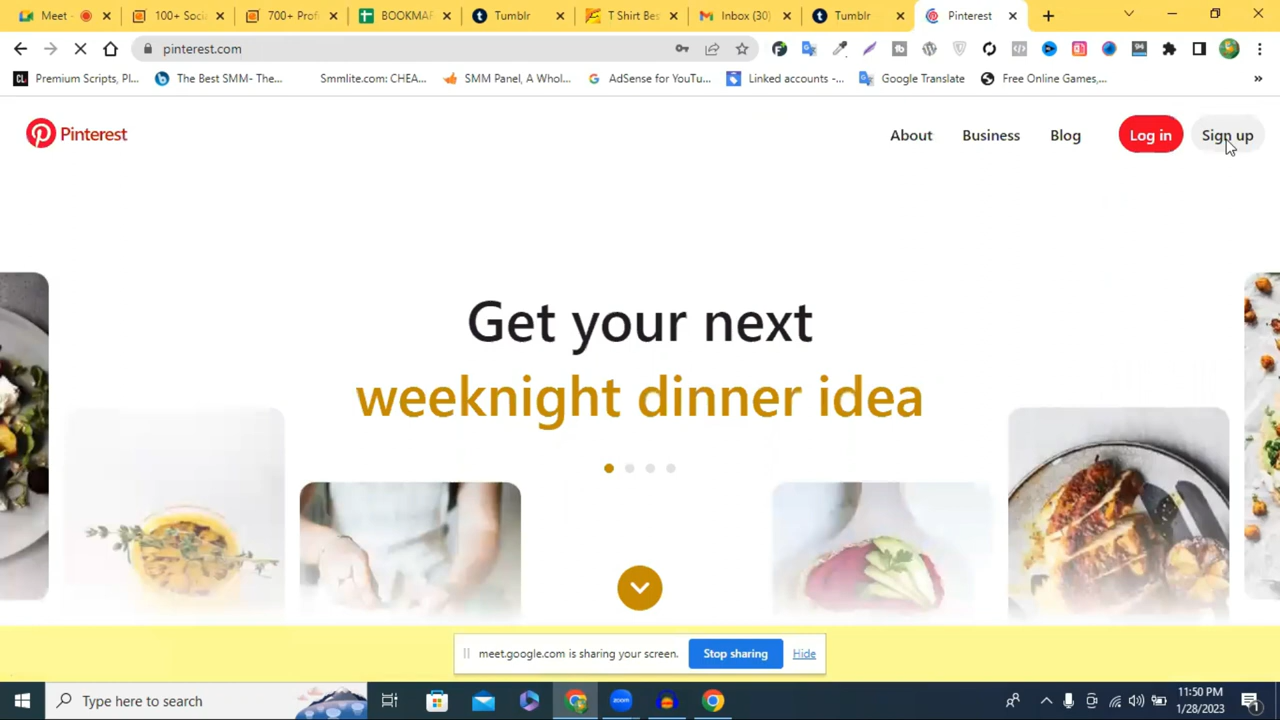 Meet - 
100+ Soci
700+ Prof
BOOKMA
Tumblr
T Shirt Bes
Inbox (30)
Tumblr
Pinterest
pinterest.com
Premium Scripts, Pl...
The Best SMM- The...
Smmlite.com: CHEA...
SMM Panel, A Whol...
AdSense for YouTu...
Linked accounts -...
Google Translate
Free Online Games,...
»
Pinterest
About
Business
Blog
Log in
Sign up
Get your next
weeknight dinner idea
meet.google.com is sharing your screen.
Stop sharing
Hide
Type here to search
zoom
11:50 PM
1/28/2023